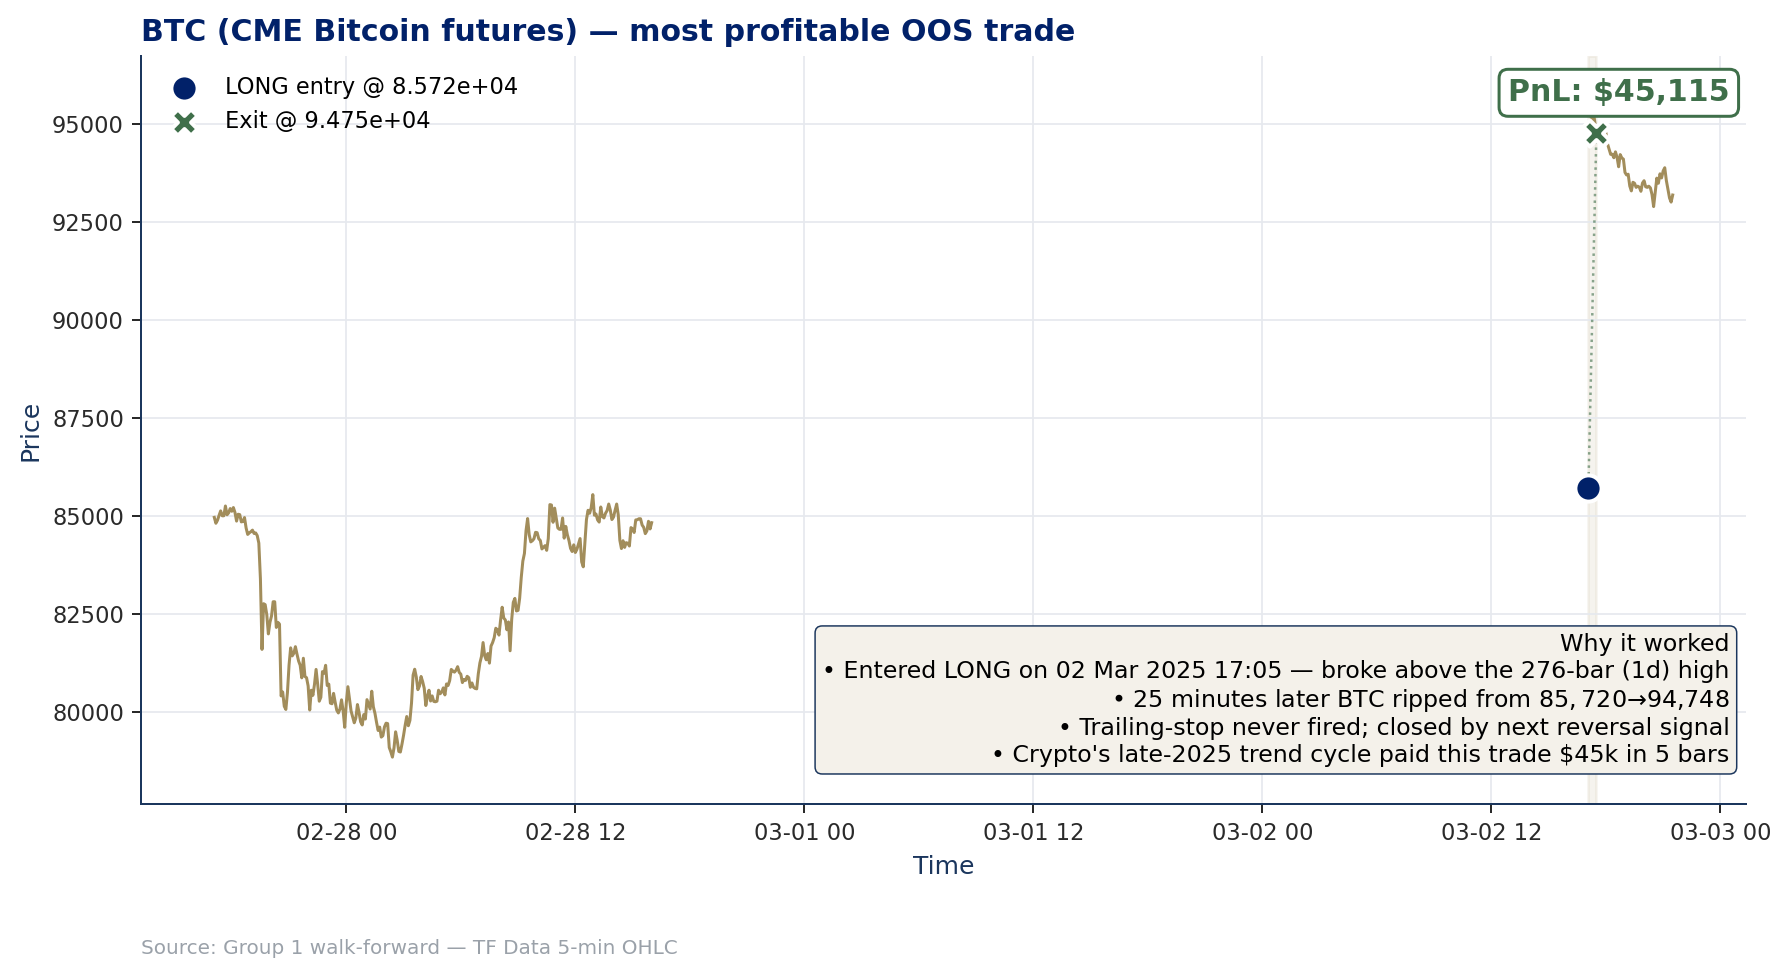 BTC (CME Bitcoin futures) — most profitable OOS trade
LONG entry @ 8.572e+04
Exit @ 9.475e+04
PnL: $45,115
95000
92500
90000
87500
85000
82500
80000
Price
Why it worked
• Entered LONG on 02 Mar 2025 17:05 — broke above the 276-bar (1d) high
• 25 minutes later BTC ripped from 85, 720→94,748
• Trailing-stop never fired; closed by next reversal signal
• Crypto's late-2025 trend cycle paid this trade $45k in 5 bars
02-28 00
02-28 12
03-01 00
03-01 12
03-02 00
03-02 12
03-03 00
Time
Source: Group 1 walk-forward — TF Data 5-min OHLC